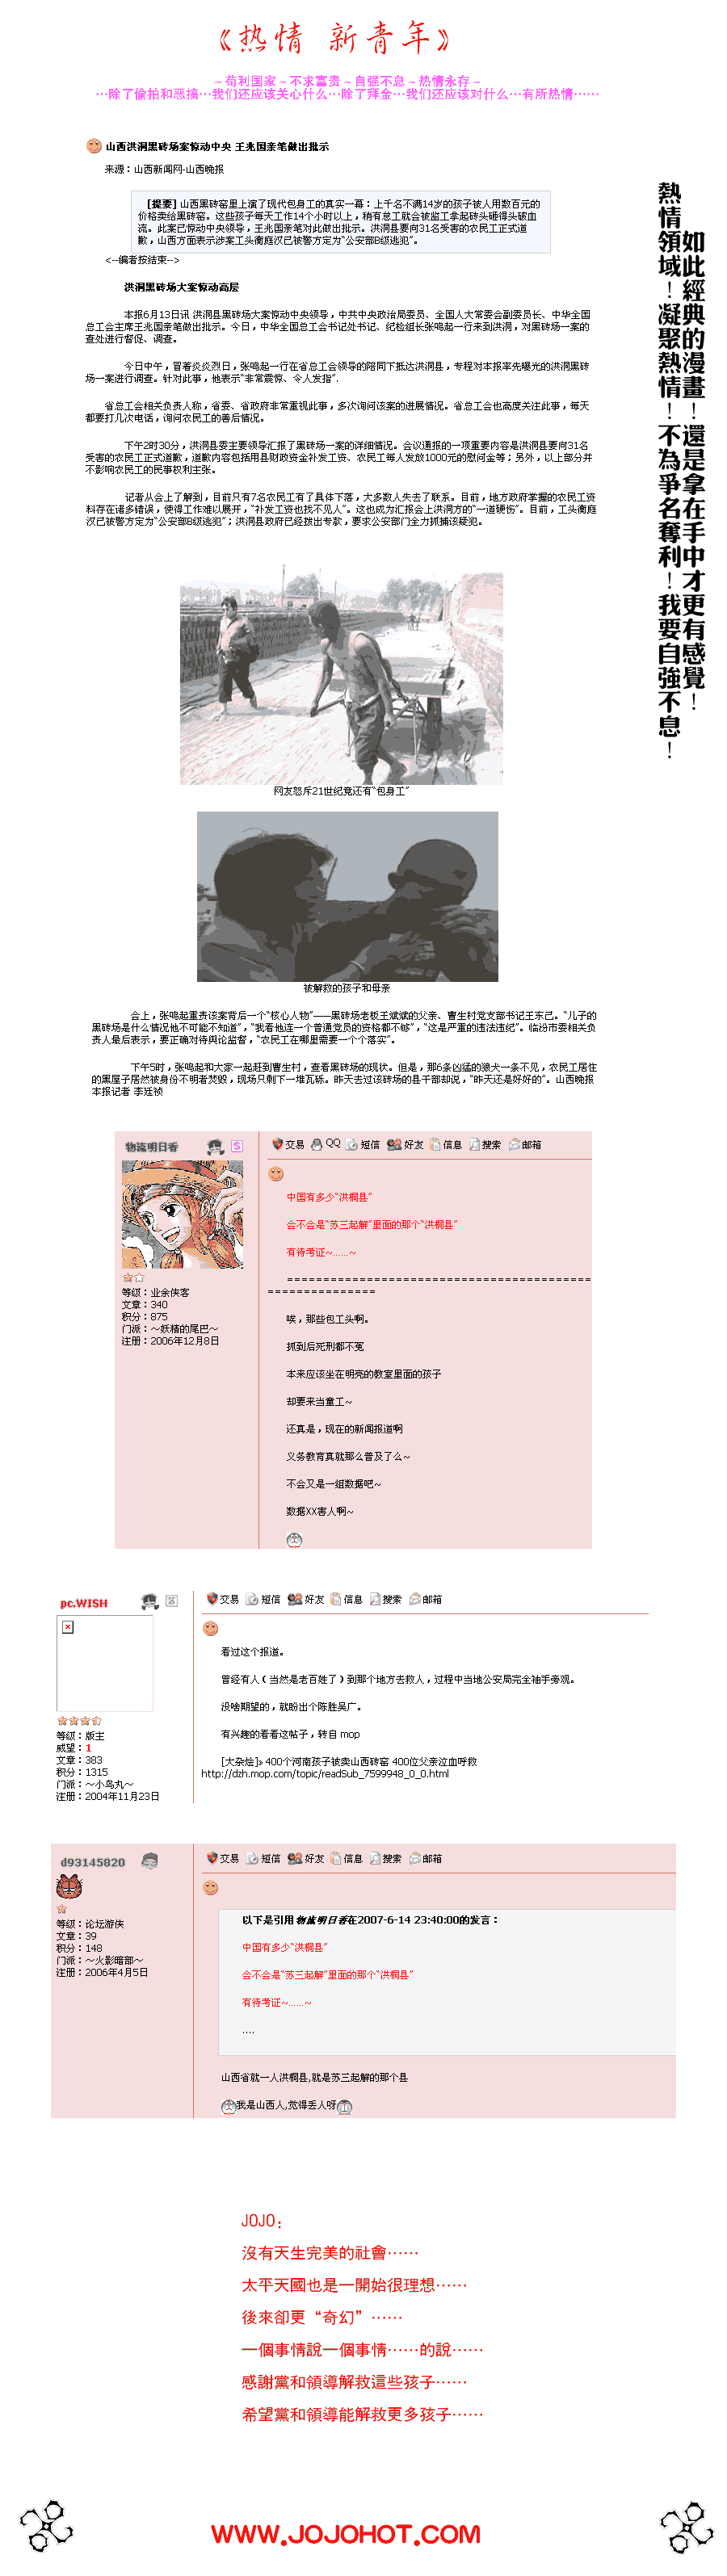 《热情 新青年》
~苟利国家~不求富贵~自强不息~热情永存~
…除了偷拍和恶搞…我们还应该关心什么…除了拜金…我们还应该对什么…有所热情……
如此經典的漫畫！還是拿在手中才更有感覺！
熱情領域！凝聚熱情！不為爭名奪利！我要自強不息！
山西洪洞黑砖场案惊动中央 王兆国亲笔做出批示
来源：山西新闻网-山西晚报
[提要] 山西黑砖窑里上演了现代包身工的真实一幕：上千名不满14岁的孩子被人用数百元的
价格卖给黑砖窑。这些孩子每天工作14个小时以上，稍有怠工就会被监工拿起砖头砸得头破血
流。此案已惊动中央领导，王兆国亲笔对此做出批示。洪洞县要向31名受害的农民工正式道
歉，山西方面表示涉案工头衡庭汉已被警方定为“公安部B级逃犯”。
<--编者按结束-->
洪洞黑砖场大案惊动高层
本报6月13日讯 洪洞县黑砖场大案惊动中央领导，中共中央政治局委员、全国人大常委会副委员长、中华全国
总工会主席王兆国亲笔做出批示。今日，中华全国总工会书记处书记、纪检组长张鸣起一行来到洪洞，对黑砖场一案的
查处进行督促、调查。
今日中午，冒着炎炎烈日，张鸣起一行在省总工会领导的陪同下抵达洪洞县，专程对本报率先曝光的洪洞黑砖
场一案进行调查。针对此事，他表示“非常震惊、令人发指”.
省总工会相关负责人称，省委、省政府非常重视此事，多次询问该案的进展情况。省总工会也高度关注此事，每天
都要打几次电话，询问农民工的善后情况。
下午2时30分，洪洞县委主要领导汇报了黑砖场一案的详细情况。会议通报的一项重要内容是洪洞县要向31名
受害的农民工正式道歉，道歉内容包括用县财政资金补发工资、农民工每人发放1000元的慰问金等；另外，以上部分并
不影响农民工的民事权利主张。
记者从会上了解到，目前只有7名农民工有了具体下落，大多数人失去了联系。目前，地方政府掌握的农民工资
料存在诸多错误，使得工作难以展开，“补发工资也找不见人”。这也成为汇报会上洪洞方的“一道硬伤”。目前，工头衡庭
汉已被警方定为“公安部B级逃犯”；洪洞县政府已经拨出专款，要求公安部门全力抓捕该疑犯。
网友怒斥21世纪竟还有“包身工”
被解救的孩子和母亲
会上，张鸣起重责该案背后一个“核心人物”——黑砖场老板王斌斌的父亲、曹生村党支部书记王东己。“儿子的
黑砖场是什么情况他不可能不知道”，“我看他连一个普通党员的资格都不够”，“这是严重的违法违纪”。临汾市委相关负
责人最后表示，要正确对待舆论监督，“农民工在哪里需要一个个落实”。
下午5时，张鸣起和大家一起赶到曹生村，查看黑砖场的现状。但是，那6条凶猛的狼犬一条不见，农民工居住
的黑屋子居然被身份不明者焚毁，现场只剩下一堆瓦砾。昨天去过该砖场的县干部却说，“昨天还是好好的”。山西晚报
本报记者 李廷祯
物流明日香
交易 QQ 短信 好友 信息 搜索 邮箱
中国有多少“洪桐县”
会不会是“苏三起解”里面的那个“洪桐县”
有待考证~……~
==========================================
===============
等级：业余侠客
文章：340
积分：875
门派：～妖精的尾巴～
注册：2006年12月8日
唉，那些包工头啊。
抓到后死刑都不冤
本来应该坐在明亮的教室里面的孩子
却要来当童工~
还真是，现在的新闻报道啊
义务教育真就那么普及了么~
不会又是一组数据吧~
数据XX害人啊~
pc.WISH
交易 短信 好友 信息 搜索 邮箱
等级：版主
威望：1
文章：383
积分：1315
门派：～小鸟丸～
注册：2004年11月23日
看过这个报道。
曾经有人（当然是老百姓了）到那个地方去救人，过程中当地公安局完全袖手旁观。
没啥期望的，就盼出个陈胜吴广。
有兴趣的看看这帖子，转自 mop
[大杂烩]» 400个河南孩子被卖山西砖窑 400位父亲泣血呼救
http://dzh.mop.com/topic/readSub_7599948_0_0.html
d93145820
交易 短信 好友 信息 搜索 邮箱
等级：论坛游侠
文章：39
积分：148
门派：～火影暗部～
注册：2006年4月5日
以下是引用物流明日香在2007-6-14 23:40:00的发言：
中国有多少“洪桐县”
会不会是“苏三起解”里面的那个“洪桐县”
有待考证~……~
....
山西省就一人洪桐县,就是苏三起解的那个县
我是山西人,觉得丢人呀
JOJO：
沒有天生完美的社會……
太平天國也是一開始很理想……
後來卻更“奇幻”……
一個事情說一個事情……的說……
感謝黨和領導解救這些孩子……
希望黨和領導能解救更多孩子……
WWW.JOJOHOT.COM